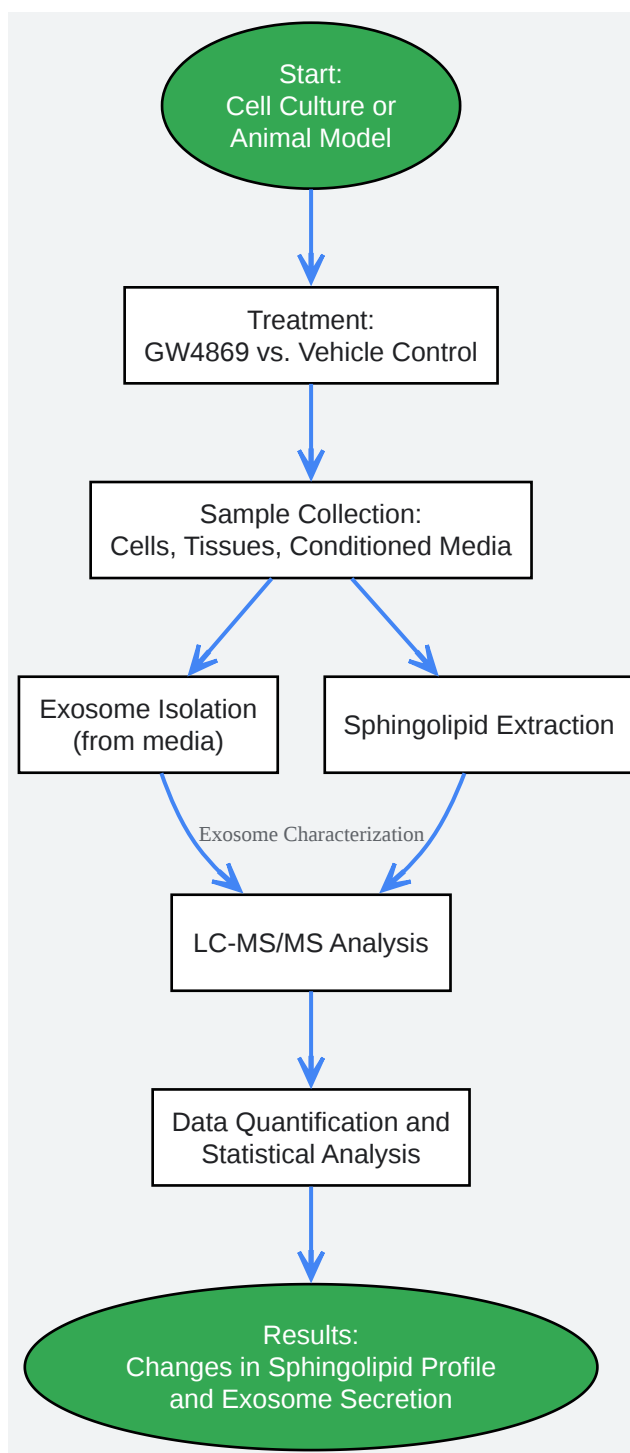 Start:
Cell Culture or
Animal Model
Treatment:
GW4869 vs. Vehicle Control
Sample Collection:
Cells, Tissues, Conditioned Media
Exosome Isolation
(from media)
Sphingolipid Extraction
Exosome Characterization
LC-MS/MS Analysis
Data Quantification and
Statistical Analysis
Results:
Changes in Sphingolipid Profile
and Exosome Secretion